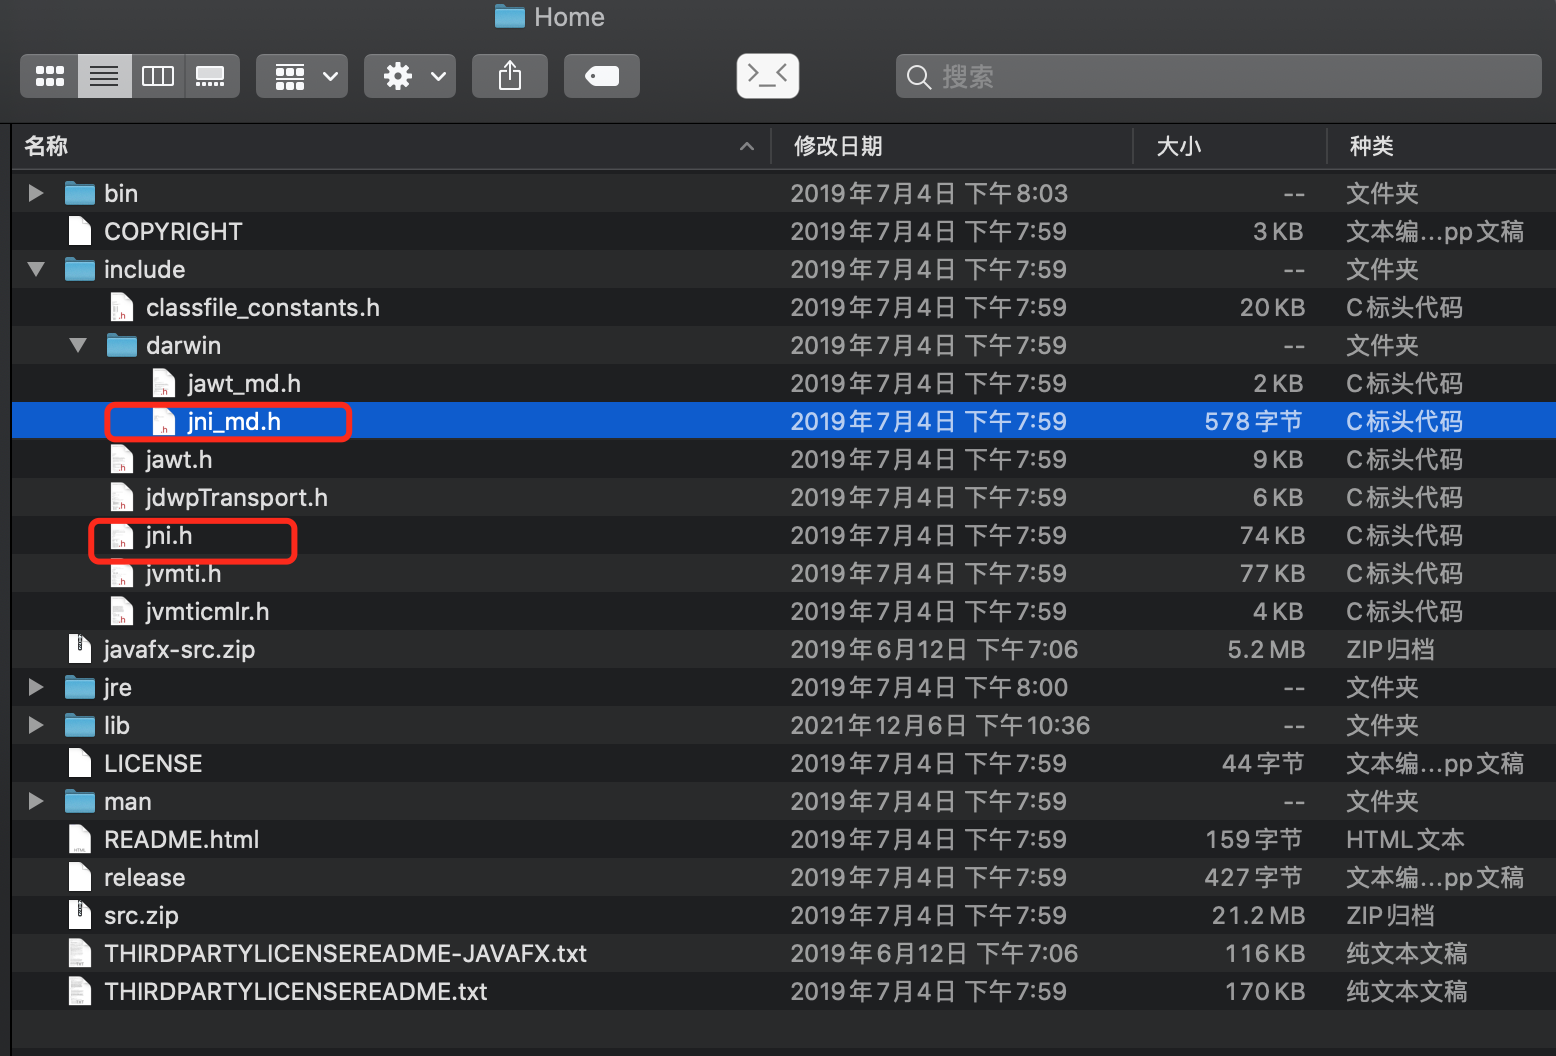 Home
搜索
名称 修改日期 大小 种类
bin 2019年7月4日 下午8:03 -- 文件夹
COPYRIGHT 2019年7月4日 下午7:59 3 KB 文本编...pp文稿
include 2019年7月4日 下午7:59 -- 文件夹
classfile_constants.h 2019年7月4日 下午7:59 20 KB C标头代码
darwin 2019年7月4日 下午7:59 -- 文件夹
jawt_md.h 2019年7月4日 下午7:59 2 KB C标头代码
jni_md.h 2019年7月4日 下午7:59 578字节 C标头代码
jawt.h 2019年7月4日 下午7:59 9 KB C标头代码
jdwpTransport.h 2019年7月4日 下午7:59 6 KB C标头代码
jni.h 2019年7月4日 下午7:59 74 KB C标头代码
jvmti.h 2019年7月4日 下午7:59 77 KB C标头代码
jvmticmlr.h 2019年7月4日 下午7:59 4 KB C标头代码
javafx-src.zip 2019年6月12日 下午7:06 5.2 MB ZIP归档
jre 2019年7月4日 下午8:00 -- 文件夹
lib 2021年12月6日 下午10:36 -- 文件夹
LICENSE 2019年7月4日 下午7:59 44字节 文本编...pp文稿
man 2019年7月4日 下午7:59 -- 文件夹
README.html 2019年7月4日 下午7:59 159字节 HTML文本
release 2019年7月4日 下午7:59 427字节 文本编...pp文稿
src.zip 2019年7月4日 下午7:59 21.2 MB ZIP归档
THIRDPARTYLICENSEREADME-JAVAFX.txt 2019年6月12日 下午7:06 116 KB 纯文本文稿
THIRDPARTYLICENSEREADME.txt 2019年7月4日 下午7:59 170 KB 纯文本文稿